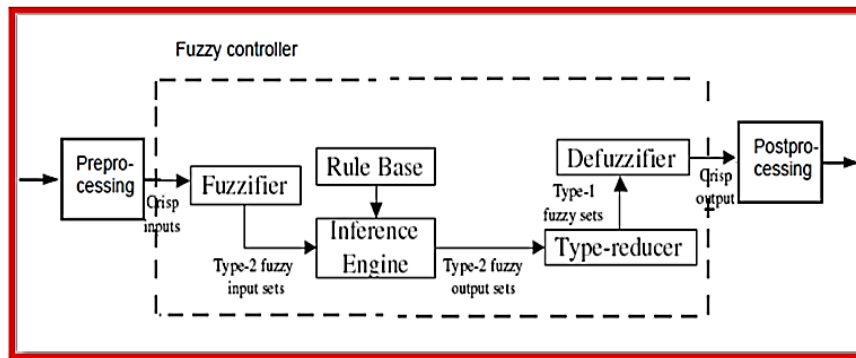 Fuzzy controller
Prepro-
cessing
Crisp
inputs
Fuzzifier
Type-2 fuzzy
input sets
Rule Base
Inference
Engine
Type-2 fuzzy
output sets
Type-reducer
Type-1
fuzzy sets
Defuzzifier
Crisp
output
Postpro-
cessing